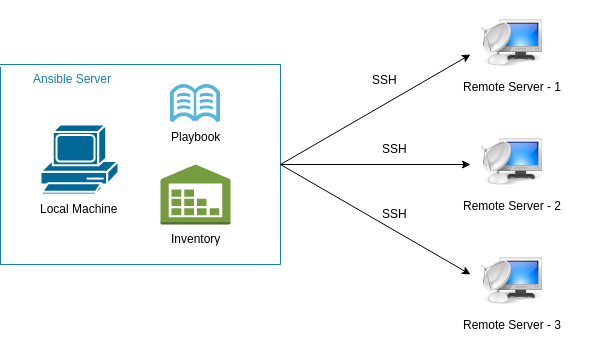 Ansible Server
Local Machine
Playbook
Inventory
SSH
SSH
SSH
Remote Server - 1
Remote Server - 2
Remote Server - 3